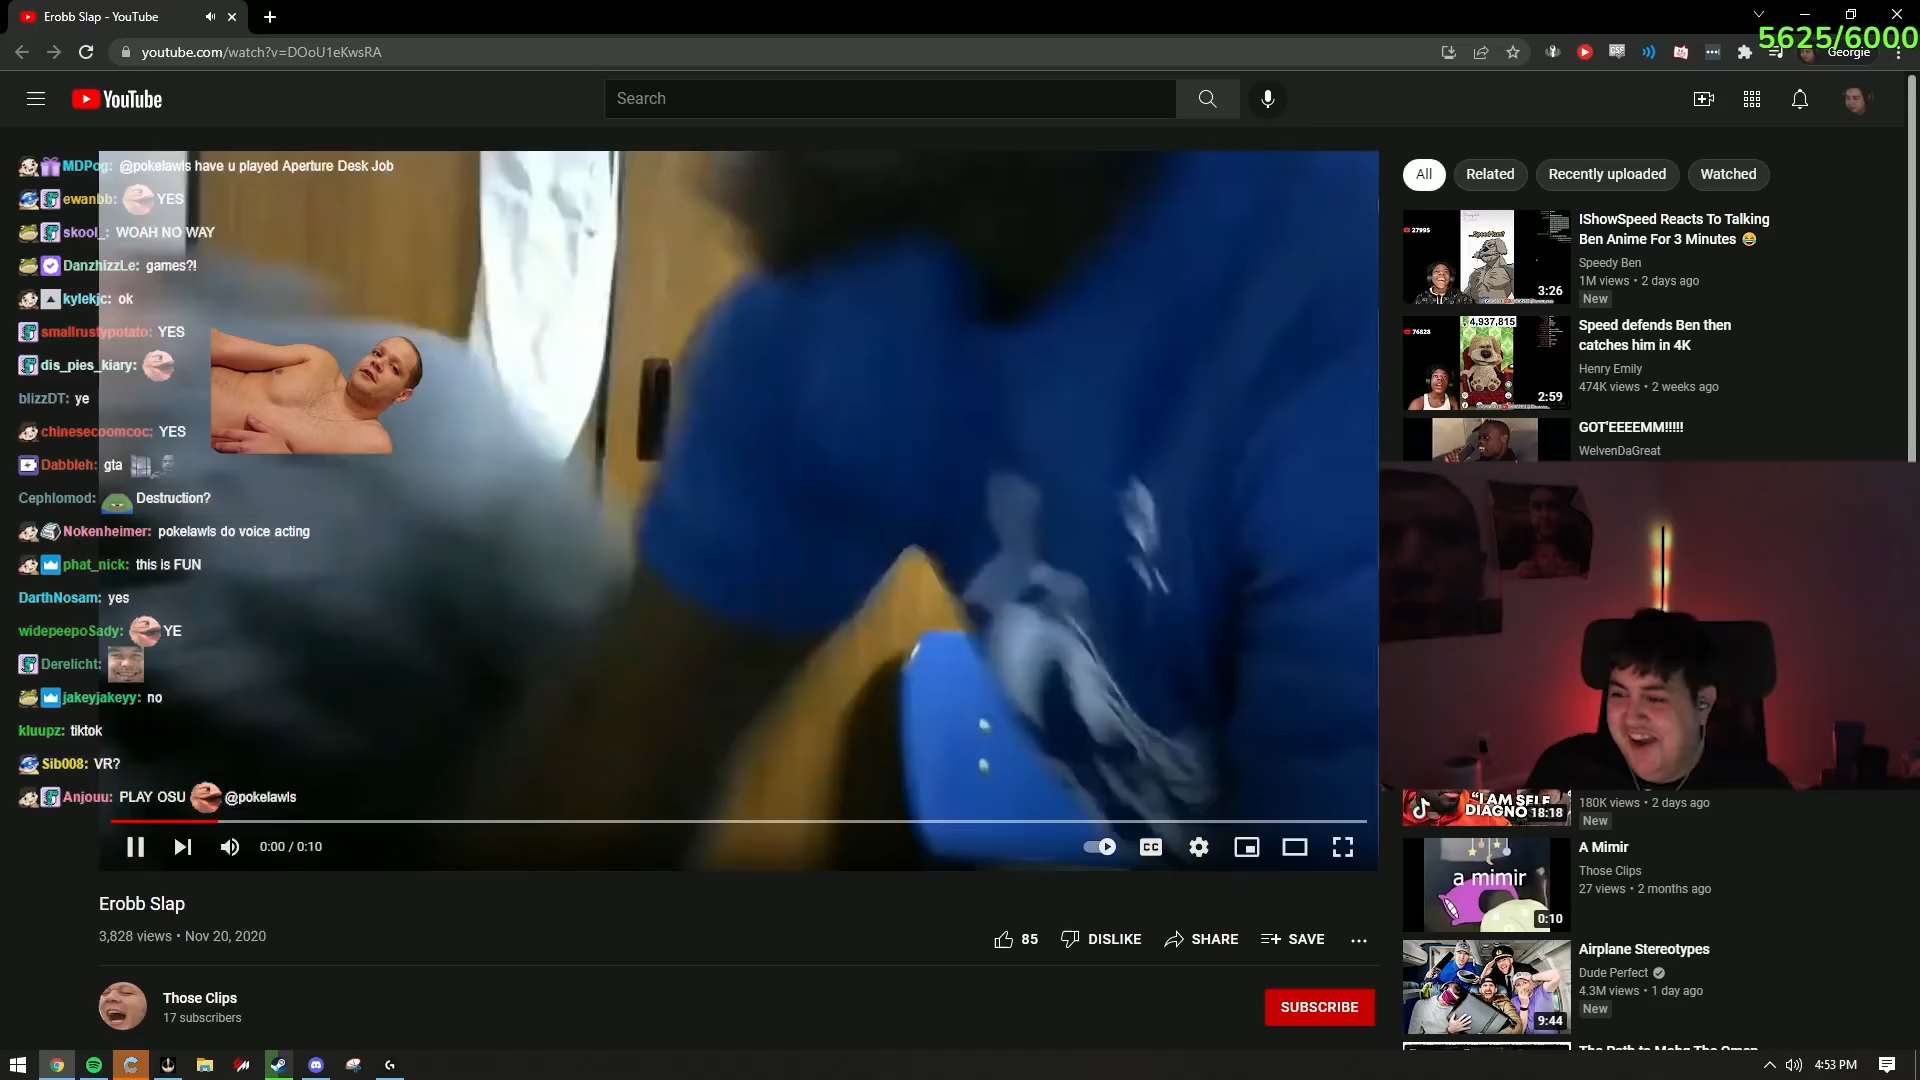 Erobb Slap - YouTube
5625/6000
youtube.com/watch?v=DOoU1eKwsRA
Georgie
YouTube
Search
MDPog: @pokelawls have u played Aperture Desk Job
ewanbb: YES
skool_: WOAH NO WAY
DanzhizzLe: games?!
kylekjc: ok
smallrustypotato: YES
dis_pies_kiary:
blizzDT: ye
chinesecoomcoc: YES
Dabbleh: gta
Cephlomod: Destruction?
Nokenheimer: pokelawls do voice acting
phat_nick: this is FUN
DarthNosam: yes
widepeepoSady: YE
Derelicht:
jakeyjakeyy: no
kluupz: tiktok
Sib008: VR?
Anjouu: PLAY OSU @pokelawls
0:00 / 0:10
CC
Erobb Slap
3,828 views • Nov 20, 2020
85
DISLIKE
SHARE
SAVE
Those Clips
17 subscribers
SUBSCRIBE
All
Related
Recently uploaded
Watched
27995
3:26
IShowSpeed Reacts To Talking
Ben Anime For 3 Minutes 😂
Speedy Ben
1M views • 2 days ago
New
76828
4,937,815
2:59
Speed defends Ben then
catches him in 4K
Henry Emily
474K views • 2 weeks ago
GOT'EEEEMM!!!!!
WelvenDaGreat
"I AM SELF
DIAGNO
18:18
180K views • 2 days ago
New
a mimir
0:10
A Mimir
Those Clips
27 views • 2 months ago
9:44
Airplane Stereotypes
Dude Perfect
4.3M views • 1 day ago
New
4:53 PM